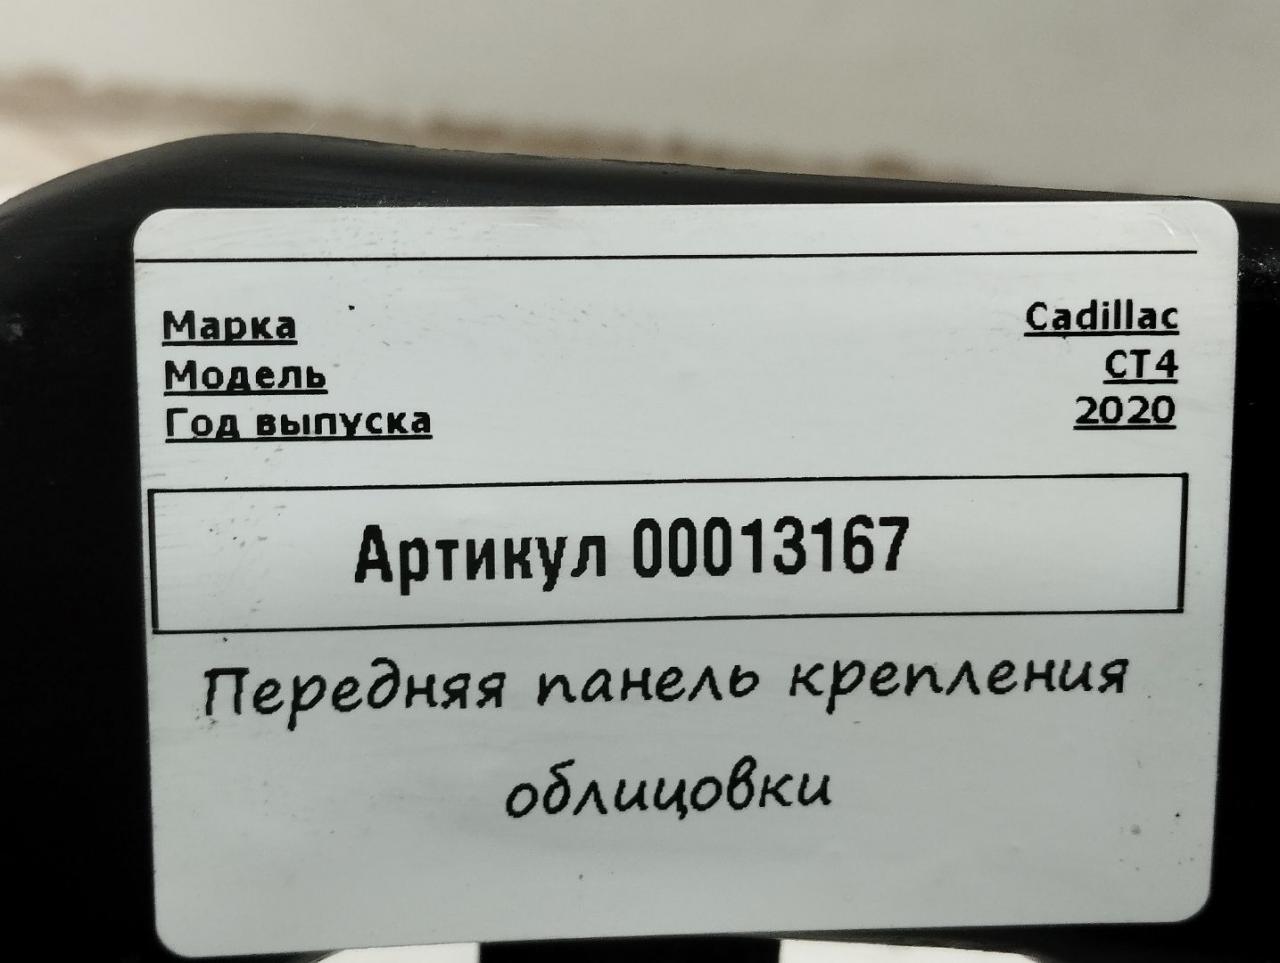 Марка Cadillac
Модель CT4
Год выпуска 2020
Артикул 00013167
Передняя панель крепления
облицовки